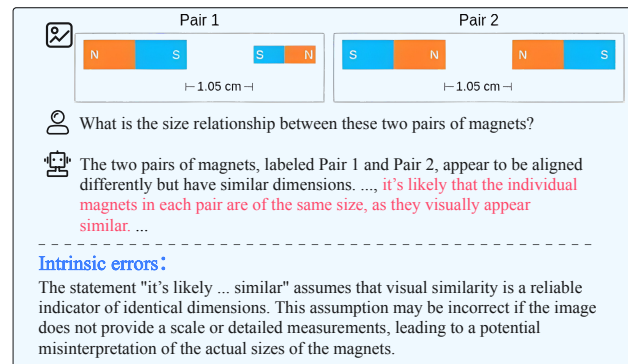 Pair 1 Pair 2
N S S N S N N S
1.05 cm 1.05 cm
What is the size relationship between these two pairs of magnets?
The two pairs of magnets, labeled Pair 1 and Pair 2, appear to be aligned
differently but have similar dimensions. ..., it's likely that the individual
magnets in each pair are of the same size, as they visually appear
similar. ...
Intrinsic errors:
The statement "it's likely ... similar" assumes that visual similarity is a reliable
indicator of identical dimensions. This assumption may be incorrect if the image
does not provide a scale or detailed measurements, leading to a potential
misinterpretation of the actual sizes of the magnets.